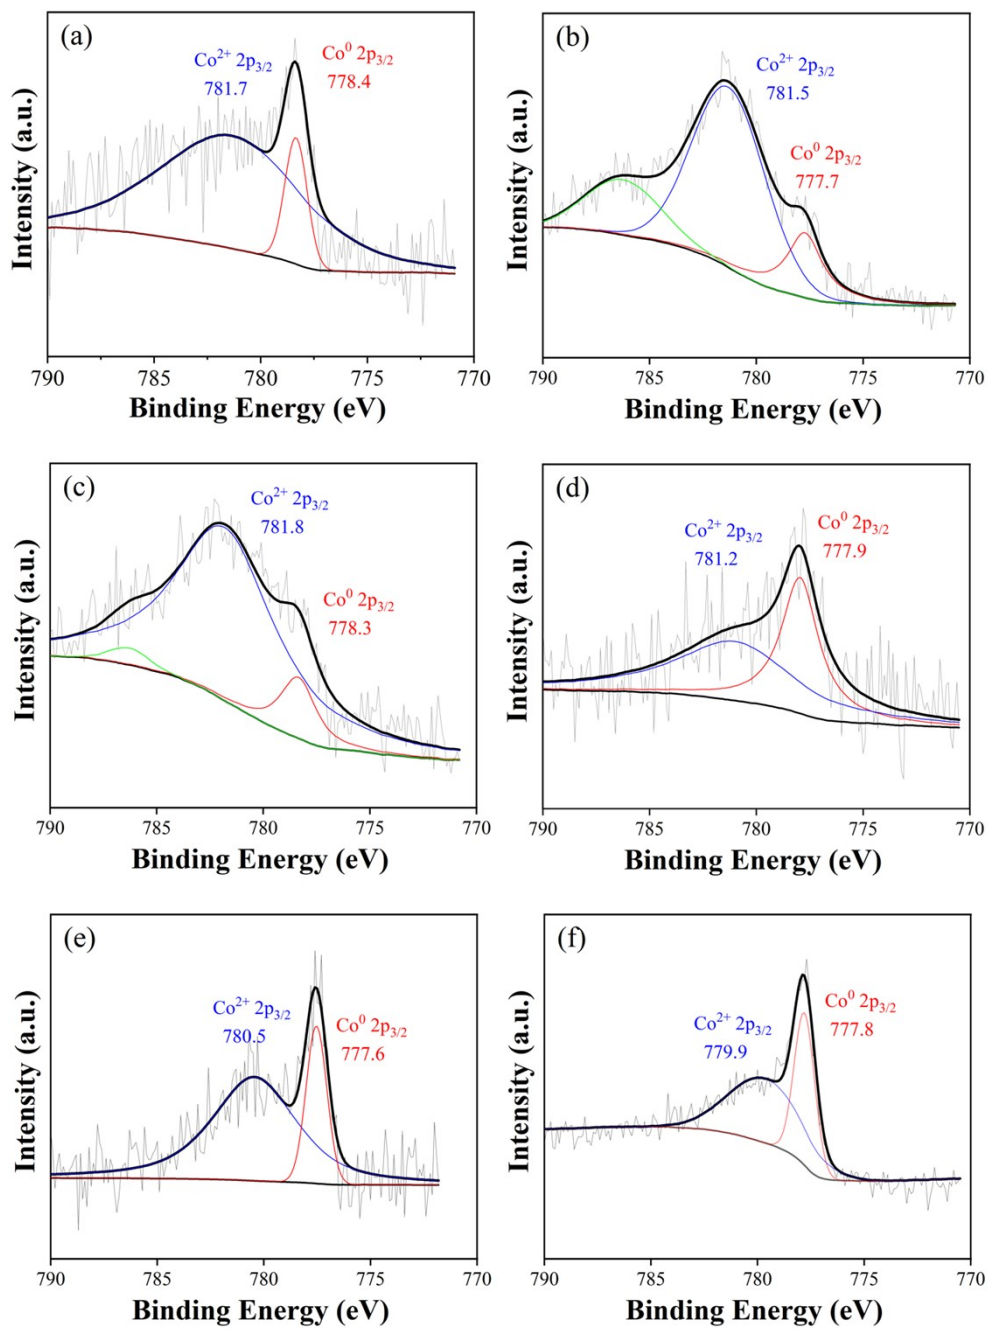 (a)
Co²⁺ 2p₃/₂
781.7
Co⁰ 2p₃/₂
778.4
Intensity (a.u.)
790 785 780 775 770
Binding Energy (eV)
(b)
Co²⁺ 2p₃/₂
781.5
Co⁰ 2p₃/₂
777.7
Intensity (a.u.)
790 785 780 775 770
Binding Energy (eV)
(c)
Co²⁺ 2p₃/₂
781.8
Co⁰ 2p₃/₂
778.3
Intensity (a.u.)
790 785 780 775 770
Binding Energy (eV)
(d)
Co²⁺ 2p₃/₂
781.2
Co⁰ 2p₃/₂
777.9
Intensity (a.u.)
790 785 780 775 770
Binding Energy (eV)
(e)
Co²⁺ 2p₃/₂
780.5
Co⁰ 2p₃/₂
777.6
Intensity (a.u.)
790 785 780 775 770
Binding Energy (eV)
(f)
Co²⁺ 2p₃/₂
779.9
Co⁰ 2p₃/₂
777.8
Intensity (a.u.)
790 785 780 775 770
Binding Energy (eV)